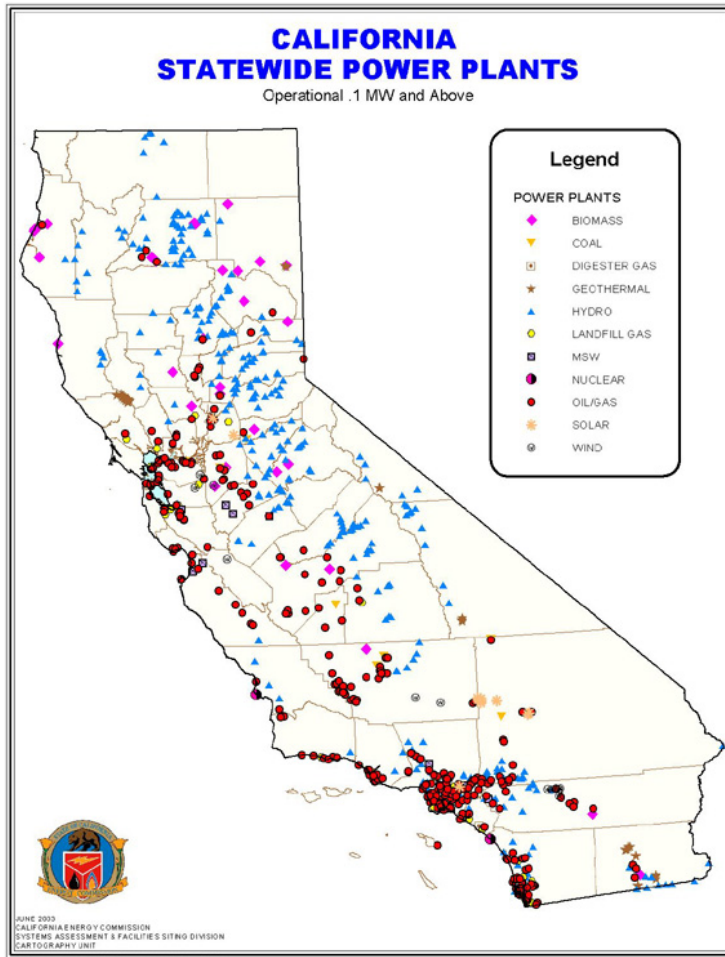 CALIFORNIA
STATEWIDE POWER PLANTS
Operational .1 MW and Above
Legend
POWER PLANTS
BIOMASS
COAL
DIGESTER GAS
GEOTHERMAL
HYDRO
LANDFILL GAS
MSW
NUCLEAR
OIL/GAS
SOLAR
WIND
JUNE 2003
CALIFORNIA ENERGY COMMISSION
SYSTEMS ASSESSMENT & FACILITIES SITING DIVISION
CARTOGRAPHY UNIT